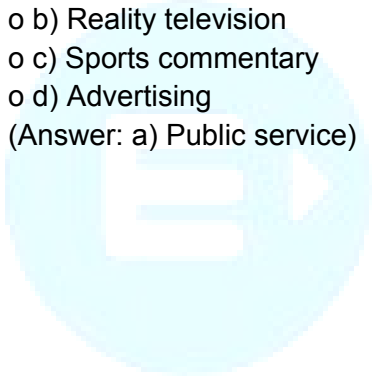 o b) Reality television
o c) Sports commentary
o d) Advertising
(Answer: a) Public service)